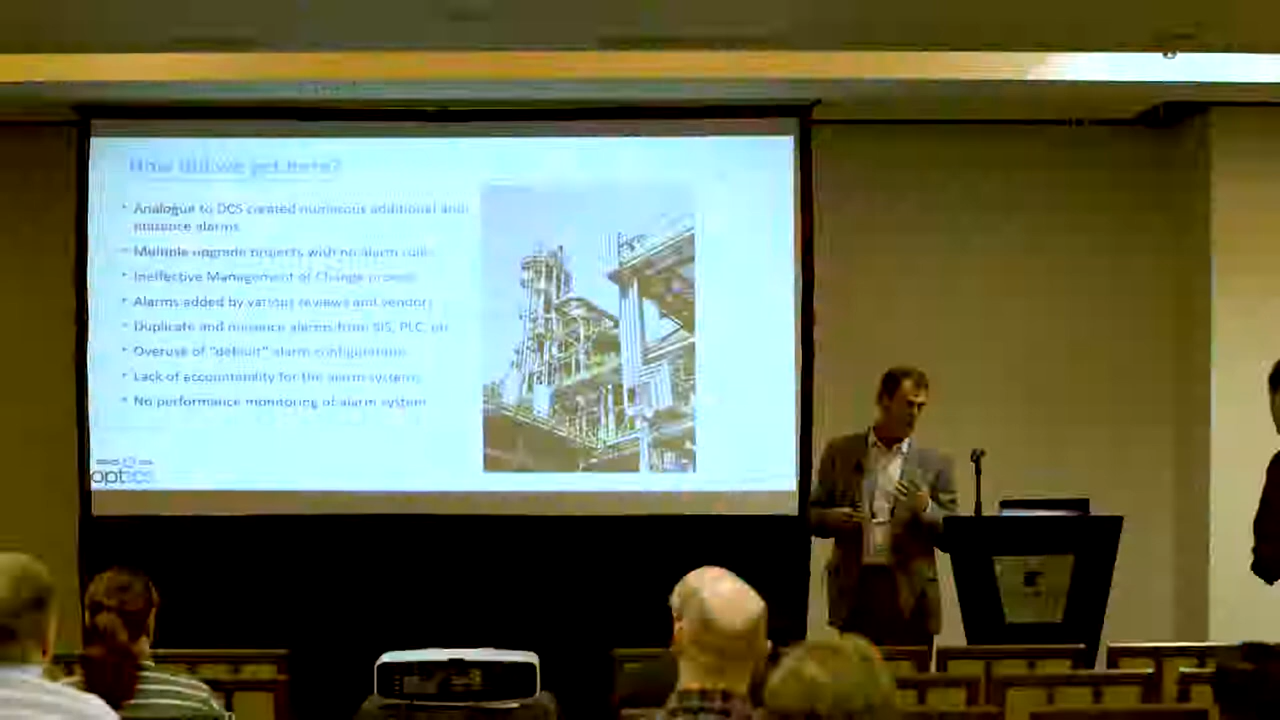 How did we get here?
• Analogue to DCS created numerous additional and
nuisance alarms
• Multiple upgrade projects with no alarm
• Ineffective Management of Change process
• Alarms added by various reviews and vendors
• Duplicate and nuisance alarms from SIS, PLC, etc
• Overuse of "default" alarm configurations
• Lack of accountability for the alarm systems
• No performance monitoring of alarm system
optics